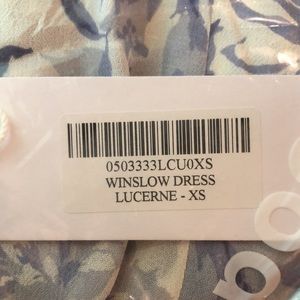 0503333LCU0XS
WINSLOW DRESS
LUCERNE - XS